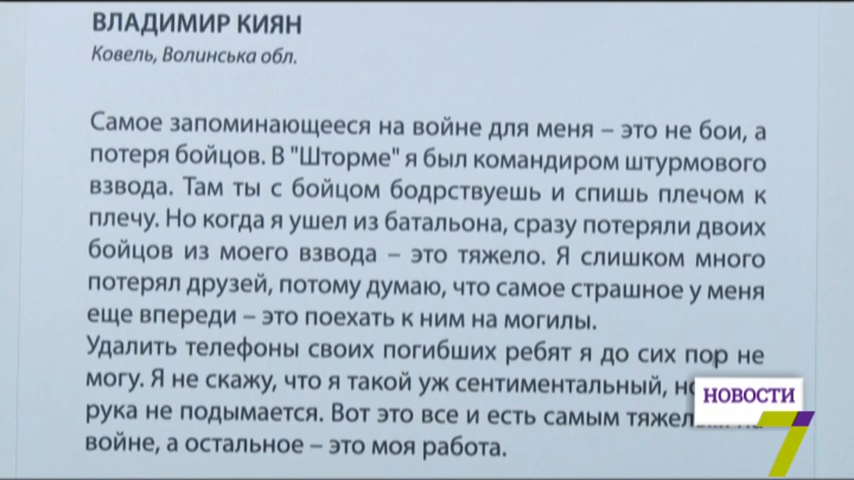 ВЛАДИМИР КИЯН
Ковель, Волинська обл.
Самое запоминающееся на войне для меня – это не бои, а
потеря бойцов. В "Шторме" я был командиром штурмового
взвода. Там ты с бойцом бодрствуешь и спишь плечом к
плечу. Но когда я ушел из батальона, сразу потеряли двоих
бойцов из моего взвода – это тяжело. Я слишком много
потерял друзей, потому думаю, что самое страшное у меня
еще впереди – это поехать к ним на могилы.
Удалить телефоны своих погибших ребят я до сих пор не
могу. Я не скажу, что я такой уж сентиментальный,
рука не подымается. Вот это все и есть самым
войне, а остальное – это моя работа.
НОВОСТИ
7